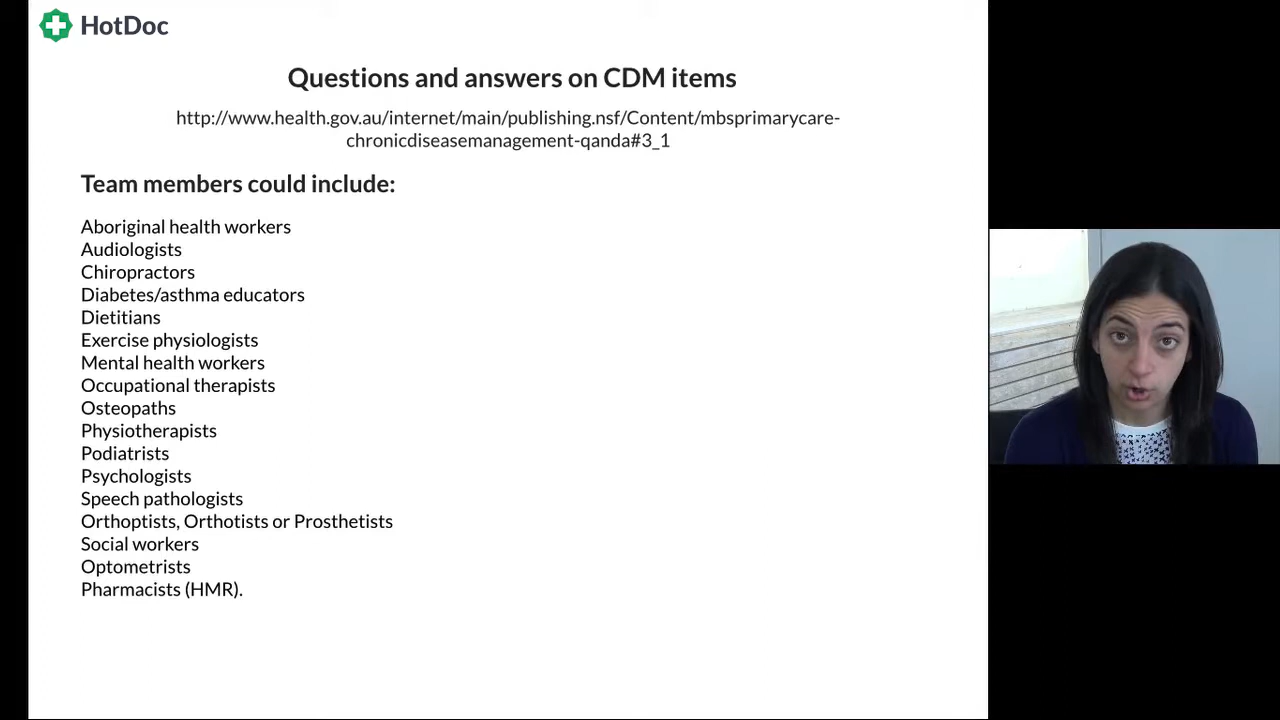 HotDoc
Questions and answers on CDM items
http://www.health.gov.au/internet/main/publishing.nsf/Content/mbsprimarycare-
chronicdiseasemanagement-qanda#3_1
Team members could include:
Aboriginal health workers
Audiologists
Chiropractors
Diabetes/asthma educators
Dietitians
Exercise physiologists
Mental health workers
Occupational therapists
Osteopaths
Physiotherapists
Podiatrists
Psychologists
Speech pathologists
Orthoptists, Orthotists or Prosthetists
Social workers
Optometrists
Pharmacists (HMR).